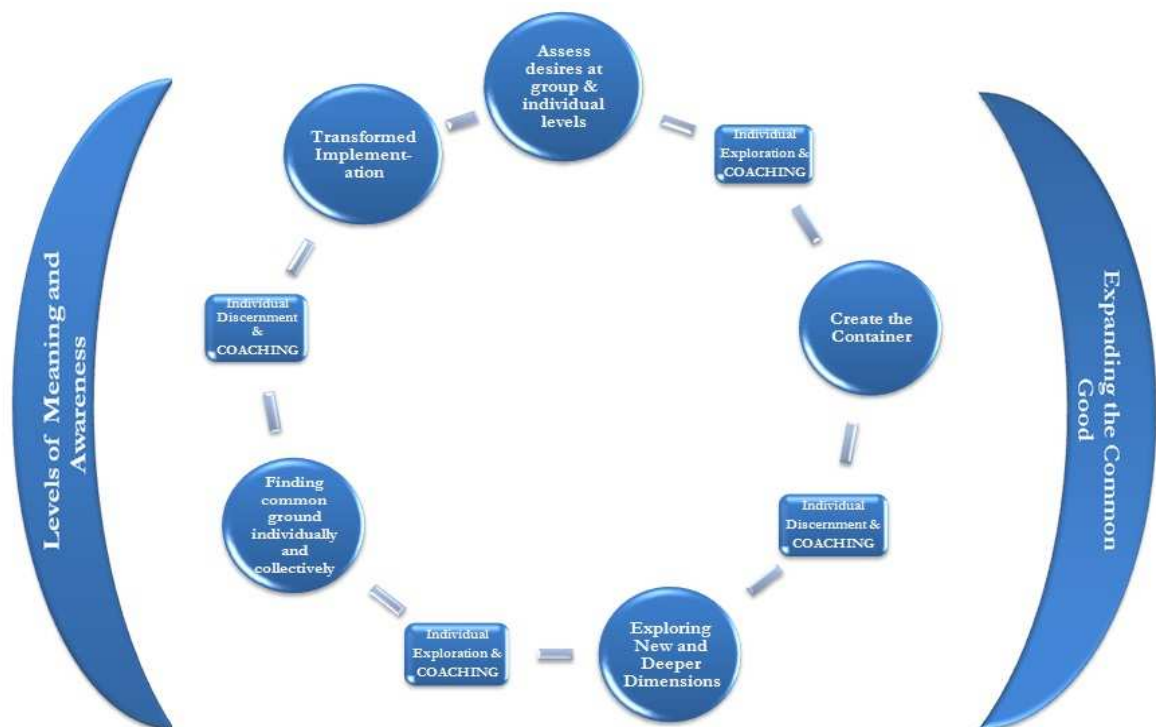 Assess
desires at
group &
individual
levels
Individual
Exploration &
COACHING
Create the
Container
Individual
Discernment &
COACHING
Exploring
New and
Deeper
Dimensions
Individual
Exploration &
COACHING
Finding
common
ground
individually
and
collectively
Individual
Discernment
&
COACHING
Transformed
Implement-
ation
Levels of Meaning and
Awareness
Expanding the Common
Good